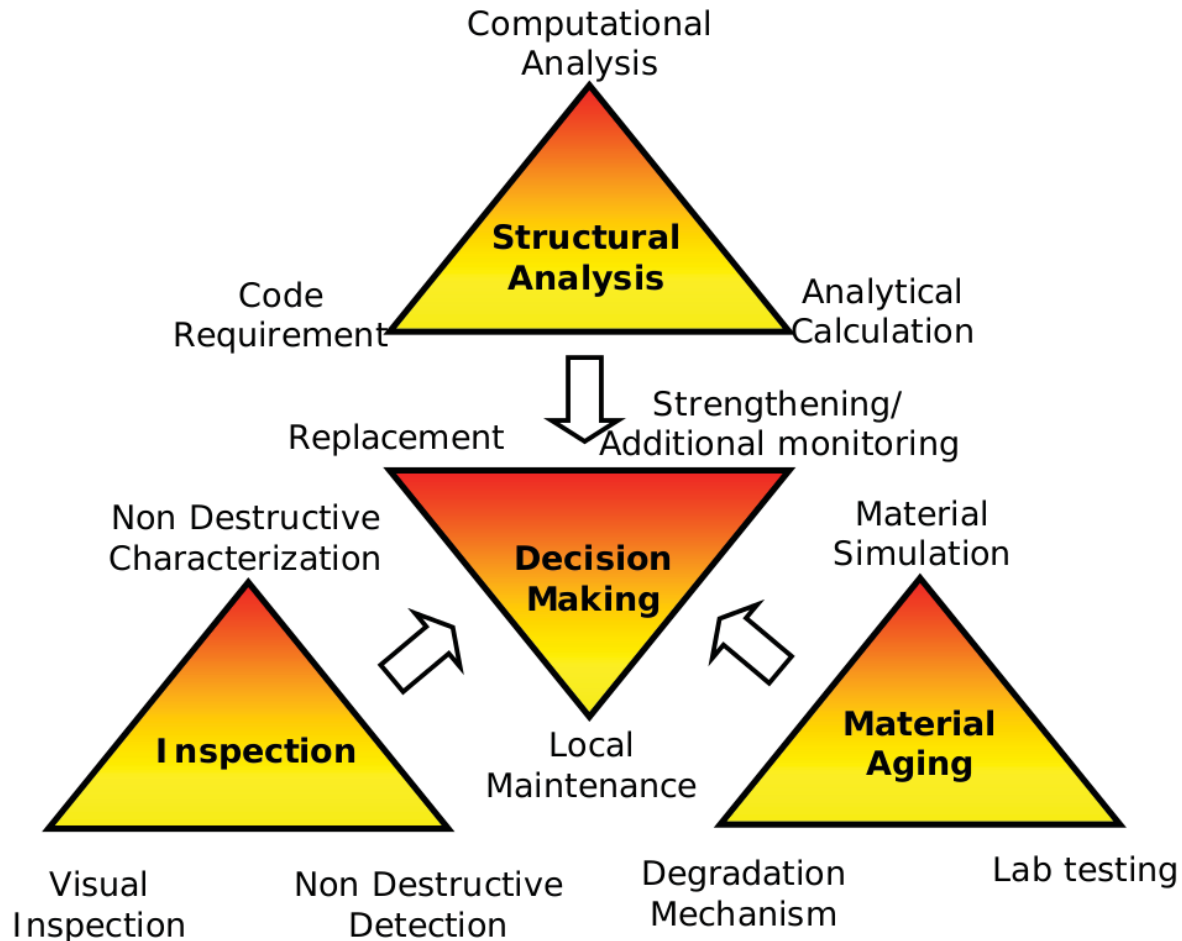 Computational
Analysis
Structural
Analysis
Code
Requirement
Analytical
Calculation
Replacement
Strengthening/
Additional monitoring
Decision
Making
Local
Maintenance
Non Destructive
Characterization
Inspection
Visual
Inspection
Non Destructive
Detection
Material
Simulation
Material
Aging
Degradation
Mechanism
Lab testing